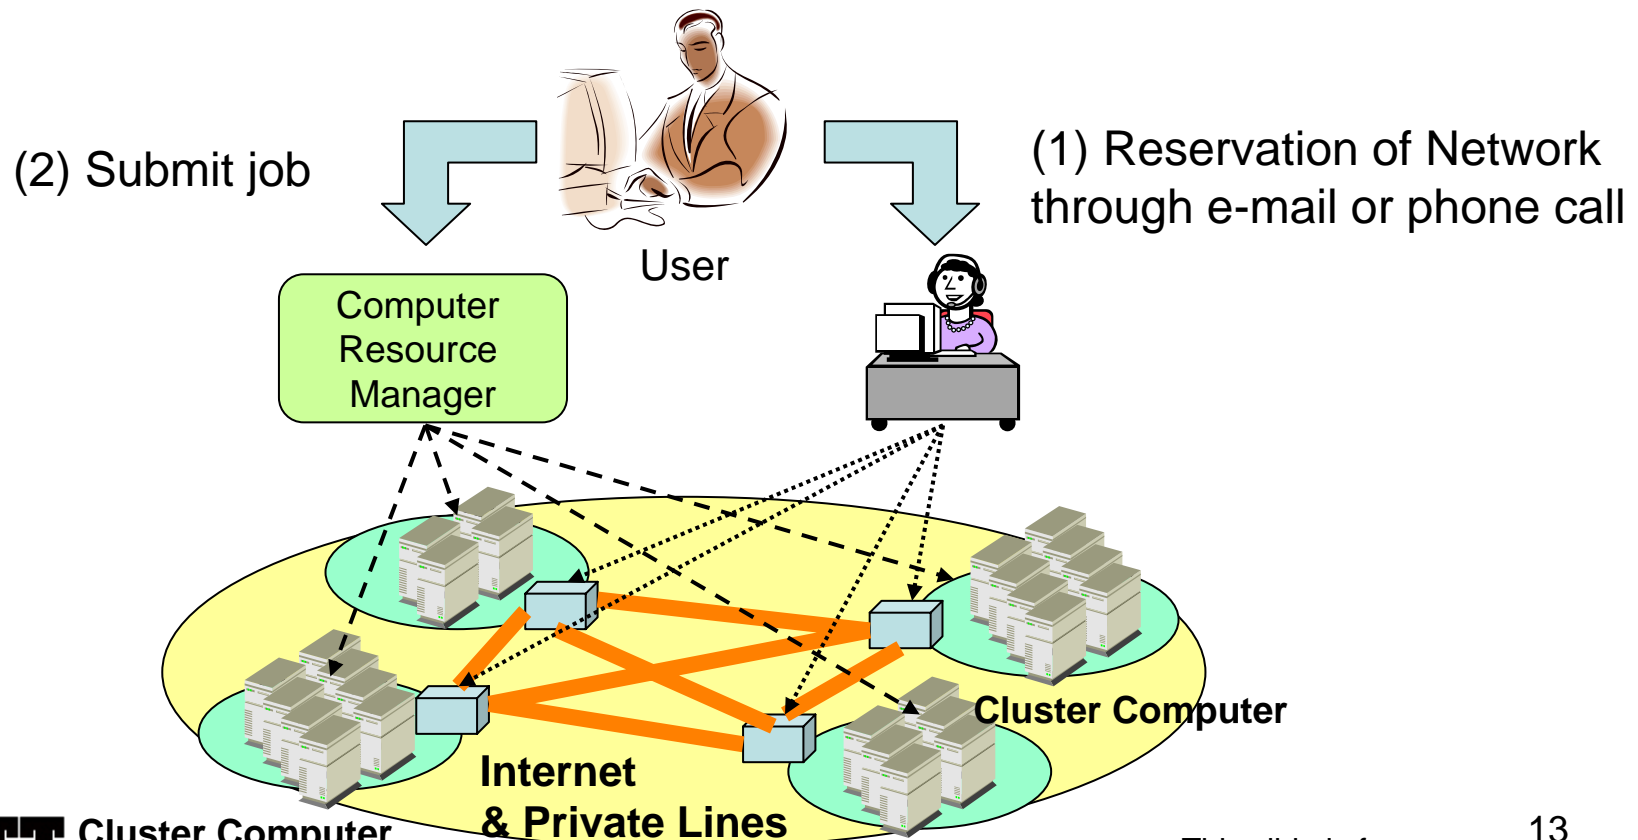 (2) Submit job
(1) Reservation of Network
through e-mail or phone call
User
Computer
Resource
Manager
Cluster Computer
Internet
& Private Lines
Cluster Computer
13